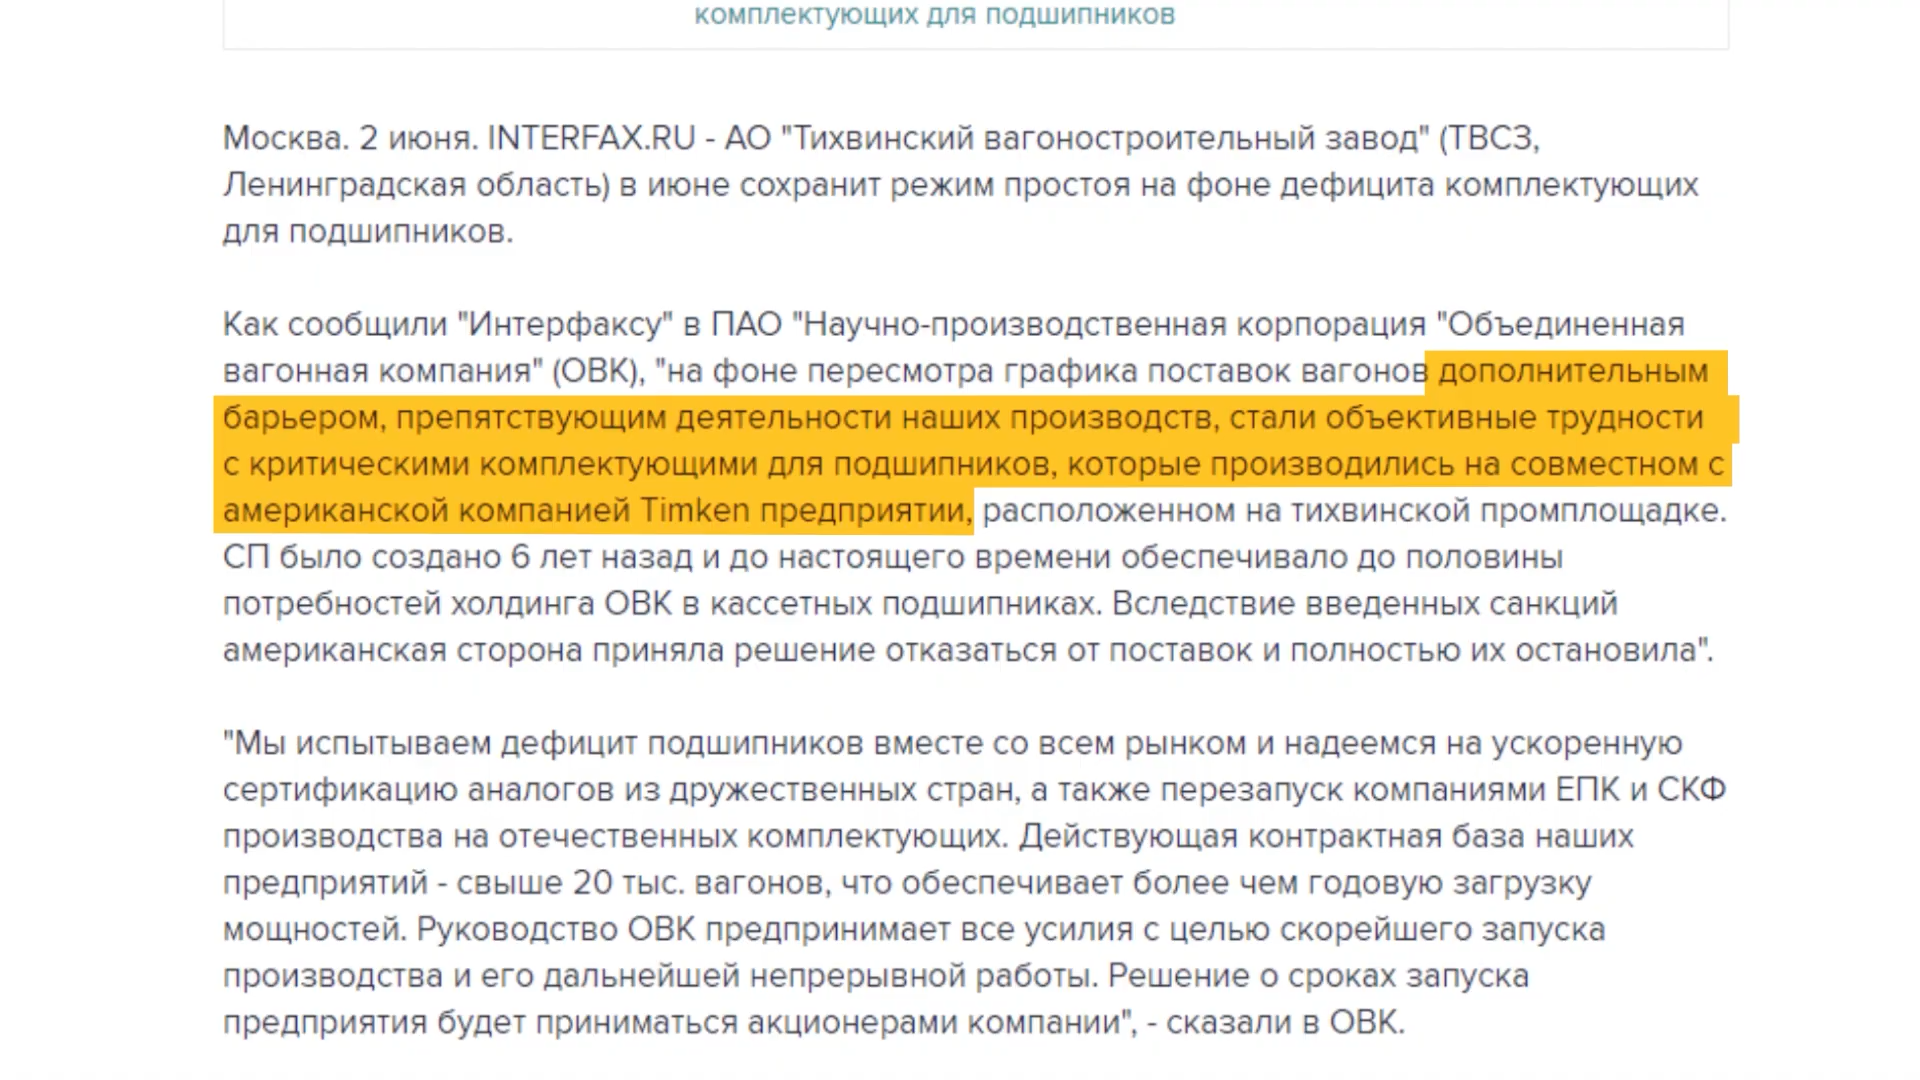 комплектующих для подшипников
Москва. 2 июня. INTERFAX.RU - АО "Тихвинский вагоностроительный завод" (ТВСЗ,
Ленинградская область) в июне сохранит режим простоя на фоне дефицита комплектующих
для подшипников.
Как сообщили "Интерфаксу" в ПАО "Научно-производственная корпорация "Объединенная
вагонная компания" (ОВК), "на фоне пересмотра графика поставок вагонов дополнительным
барьером, препятствующим деятельности наших производств, стали объективные трудности
с критическими комплектующими для подшипников, которые производились на совместном с
американской компанией Timken предприятии, расположенном на тихвинской промплощадке.
СП было создано 6 лет назад и до настоящего времени обеспечивало до половины
потребностей холдинга ОВК в кассетных подшипниках. Вследствие введенных санкций
американская сторона приняла решение отказаться от поставок и полностью их остановила".
"Мы испытываем дефицит подшипников вместе со всем рынком и надеемся на ускоренную
сертификацию аналогов из дружественных стран, а также перезапуск компаниями ЕПК и СКФ
производства на отечественных комплектующих. Действующая контрактная база наших
предприятий - свыше 20 тыс. вагонов, что обеспечивает более чем годовую загрузку
мощностей. Руководство ОВК предпринимает все усилия с целью скорейшего запуска
производства и его дальнейшей непрерывной работы. Решение о сроках запуска
предприятия будет приниматься акционерами компании", - сказали в ОВК.